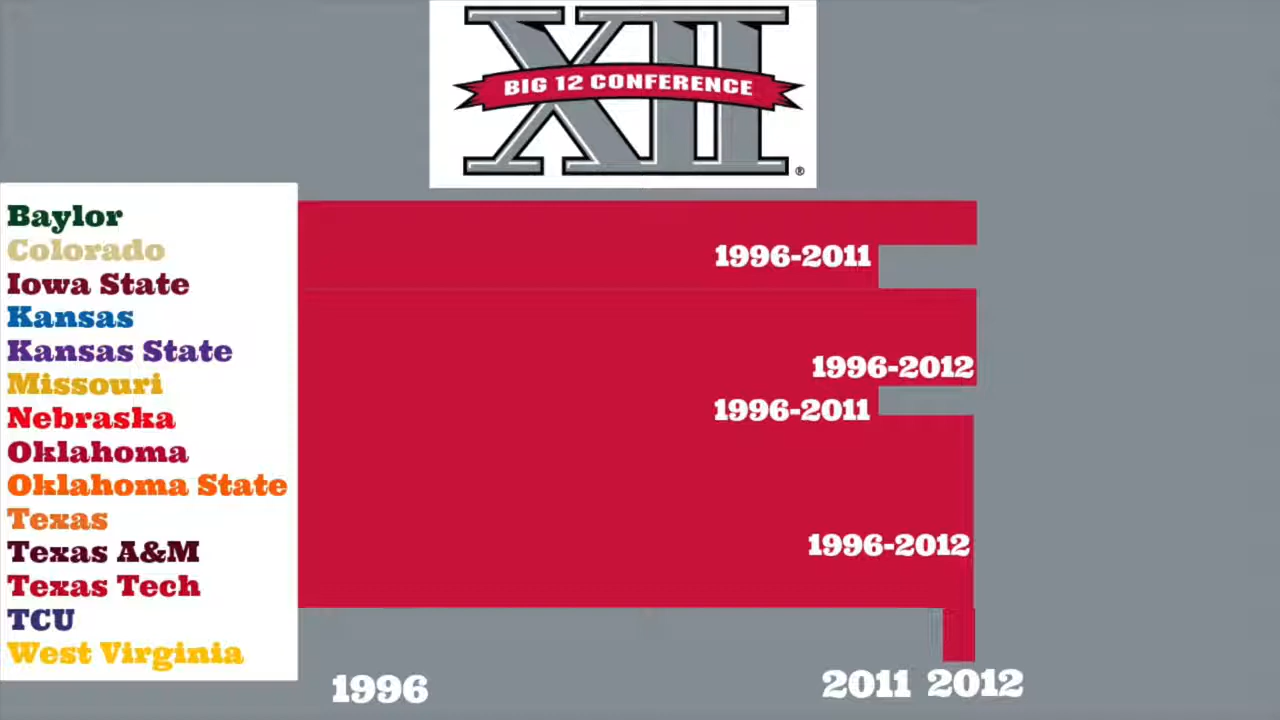 XII
BIG 12 CONFERENCE
®
Baylor
Colorado
1996-2011
Iowa State
Kansas
Kansas State
1996-2012
Missouri
Nebraska
1996-2011
Oklahoma
Oklahoma State
Texas
Texas A&M
1996-2012
Texas Tech
TCU
West Virginia
1996
2011 2012